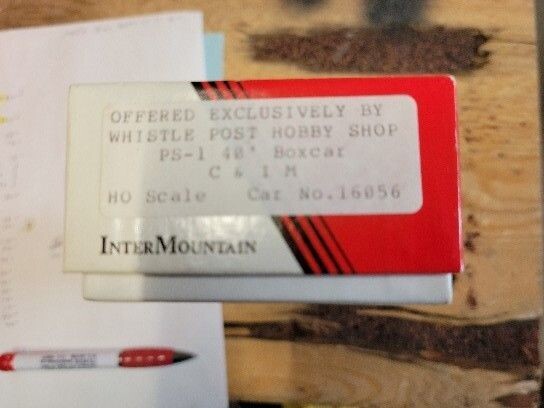 OFFERED EXCLUSIVELY BY
WHISTLE POST HOBBY SHOP
PS-1 40' Boxcar
C & I M
HO Scale Car No.16056
INTERMOUNTAIN